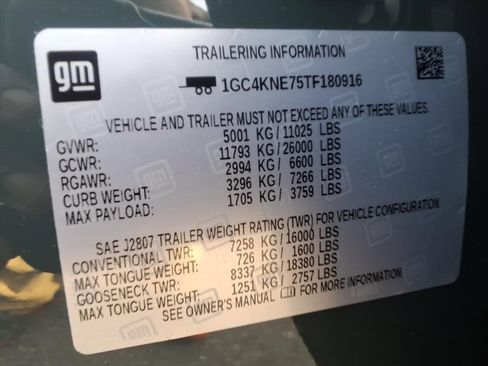 gm
TRAILERING INFORMATION
1GC4KNE75TF180916
VEHICLE AND TRAILER MUST NOT EXCEED ANY OF THESE VALUES.
GVWR: 5001 KG/11025 LBS
GCWR: 11793 KG/26000 LBS
RGAWR: 2994 KG/ 6600 LBS
CURB WEIGHT: 3296 KG/ 7266 LBS
MAX PAYLOAD: 1705 KG/ 3759 LBS
SAE J2807 TRAILER WEIGHT RATING (TWR) FOR VEHICLE CONFIGURATION.
CONVENTIONAL TWR: 7258 KG/16000 LBS
MAX TONGUE WEIGHT: 726 KG/ 1600 LBS
GOOSENECK TWR: 8337 KG/18380 LBS
MAX TONGUE WEIGHT: 1251 KG/ 2757 LBS
SEE OWNER'S MANUAL FOR MORE INFORMATION